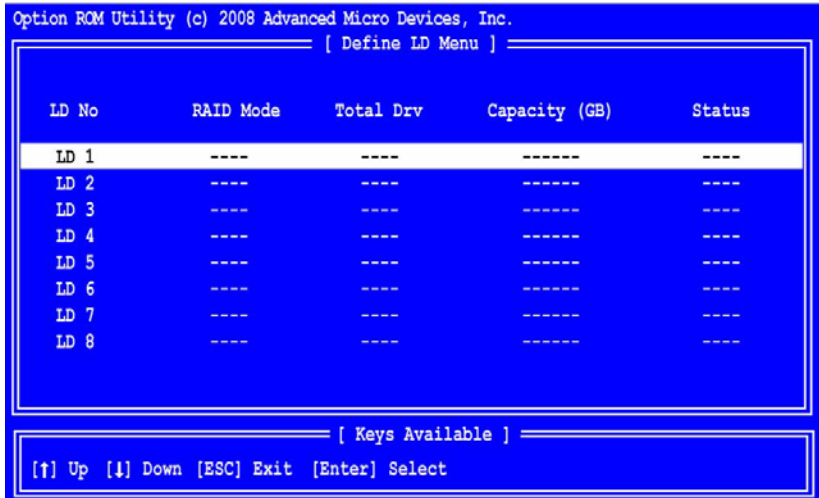 Option ROM Utility (c) 2008 Advanced Micro Devices, Inc.
[ Define LD Menu ]
LD No RAID Mode Total Drv Capacity (GB) Status
LD 1 ---- ---- ------ ----
LD 2 ---- ---- ------ ----
LD 3 ---- ---- ------ ----
LD 4 ---- ---- ------ ----
LD 5 ---- ---- ------ ----
LD 6 ---- ---- ------ ----
LD 7 ---- ---- ------ ----
LD 8 ---- ---- ------ ----
[ Keys Available ]
[↑] Up [↓] Down [ESC] Exit [Enter] Select